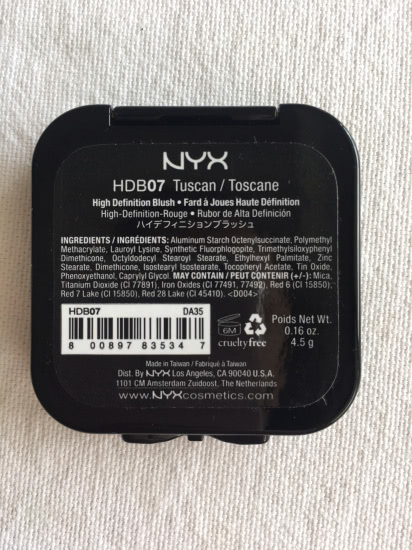 NYX
HDB07 Tuscan / Toscane
High Definition Blush • Fard à Joues Haute Définition
High-Definition-Rouge • Rubor de Alta Definición
ハイデフィニションブラッシュ
INGREDIENTS / INGRÉDIENTS: Aluminum Starch Octenylsuccinate, Polymethyl
Methacrylate, Lauroyl Lysine, Synthetic Fluorphlogopite, Trimethylsiloxyphenyl
Dimethicone, Octyldodecyl Stearoyl Stearate, Ethylhexyl Palmitate, Zinc
Stearate, Dimethicone, Isostearyl Isostearate, Tocopheryl Acetate, Tin Oxide,
Phenoxyethanol, Caprylyl Glycol. MAY CONTAIN / PEUT CONTENIR (+/-): Mica,
Titanium Dioxide (CI 77891), Iron Oxides (CI 77491, 77492), Red 6 (CI 15850),
Red 7 Lake (CI 15850), Red 28 Lake (CI 45410). <D004>
HDB07 DA35
8 00897 83534 7
6M
crueltyfree
Poids Net Wt.
0.16 oz.
4.5 g
Made in Taiwan / Fabriqué à Taiwan
Dist. By NYX Los Angeles, CA 90040 U.S.A.
1101 CM Amsterdam Zuidoost, The Netherlands
www.NYXcosmetics.com